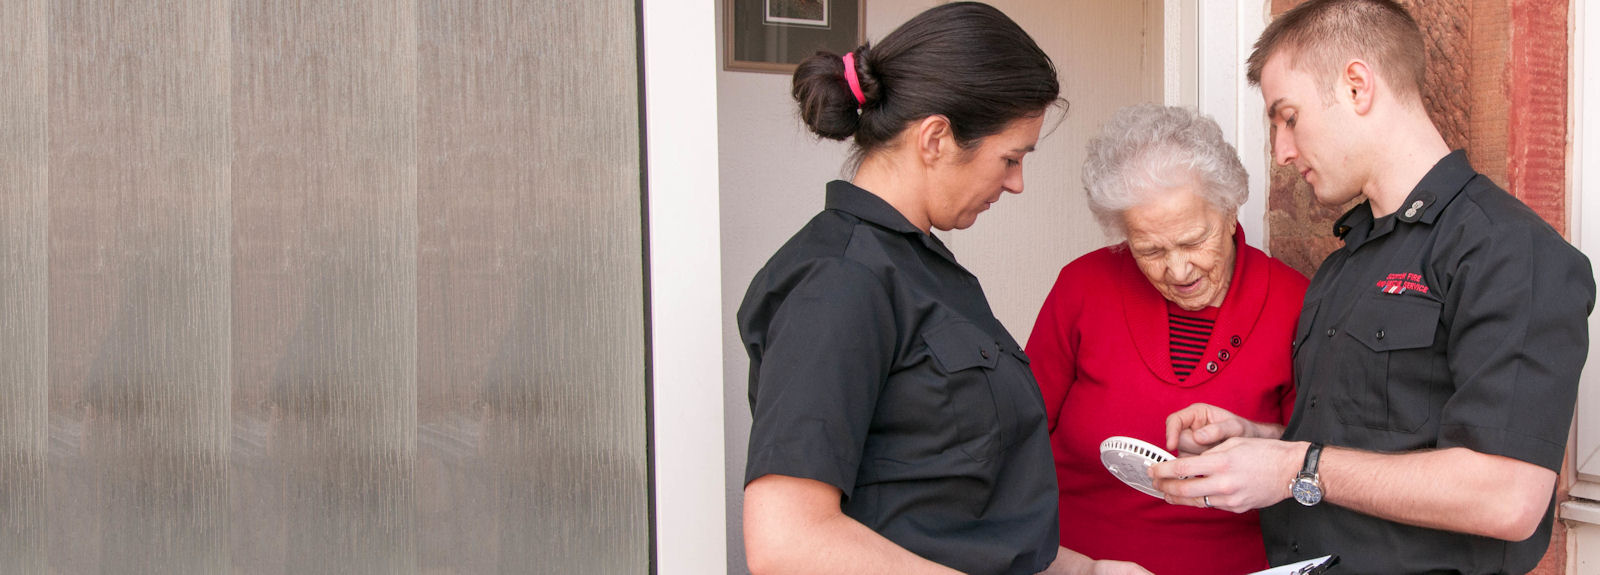 SCOTTISH FIRE
AND RESCUE SERVICE